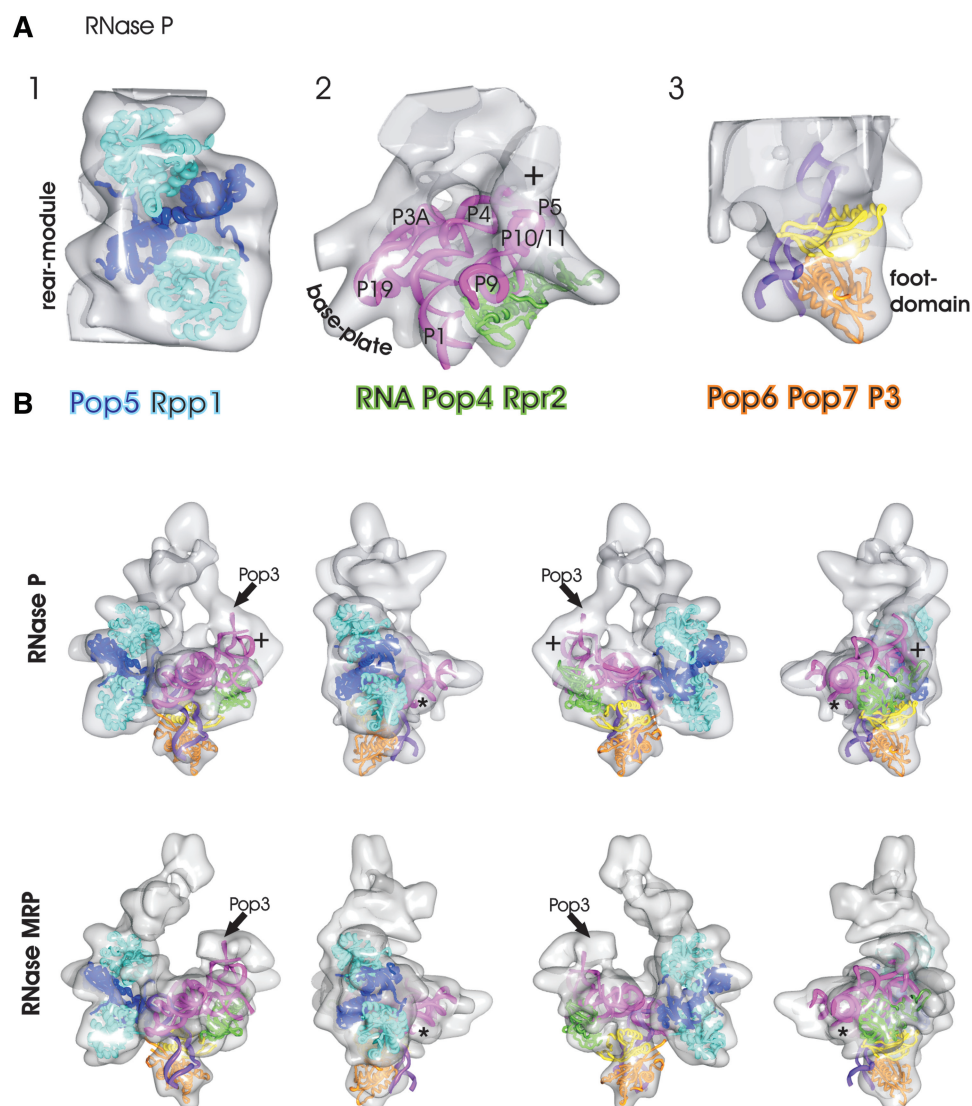 A RNase P
1 2 3
rear-module
P3A P4 P5
P10/11
P19 P9
P1
base-plate
foot-
domain
Pop5 Rpp1 RNA Pop4 Rpr2 Pop6 Pop7 P3
+
B
RNase P
Pop3 Pop3
+ + +
* *
RNase MRP
Pop3 Pop3
* *